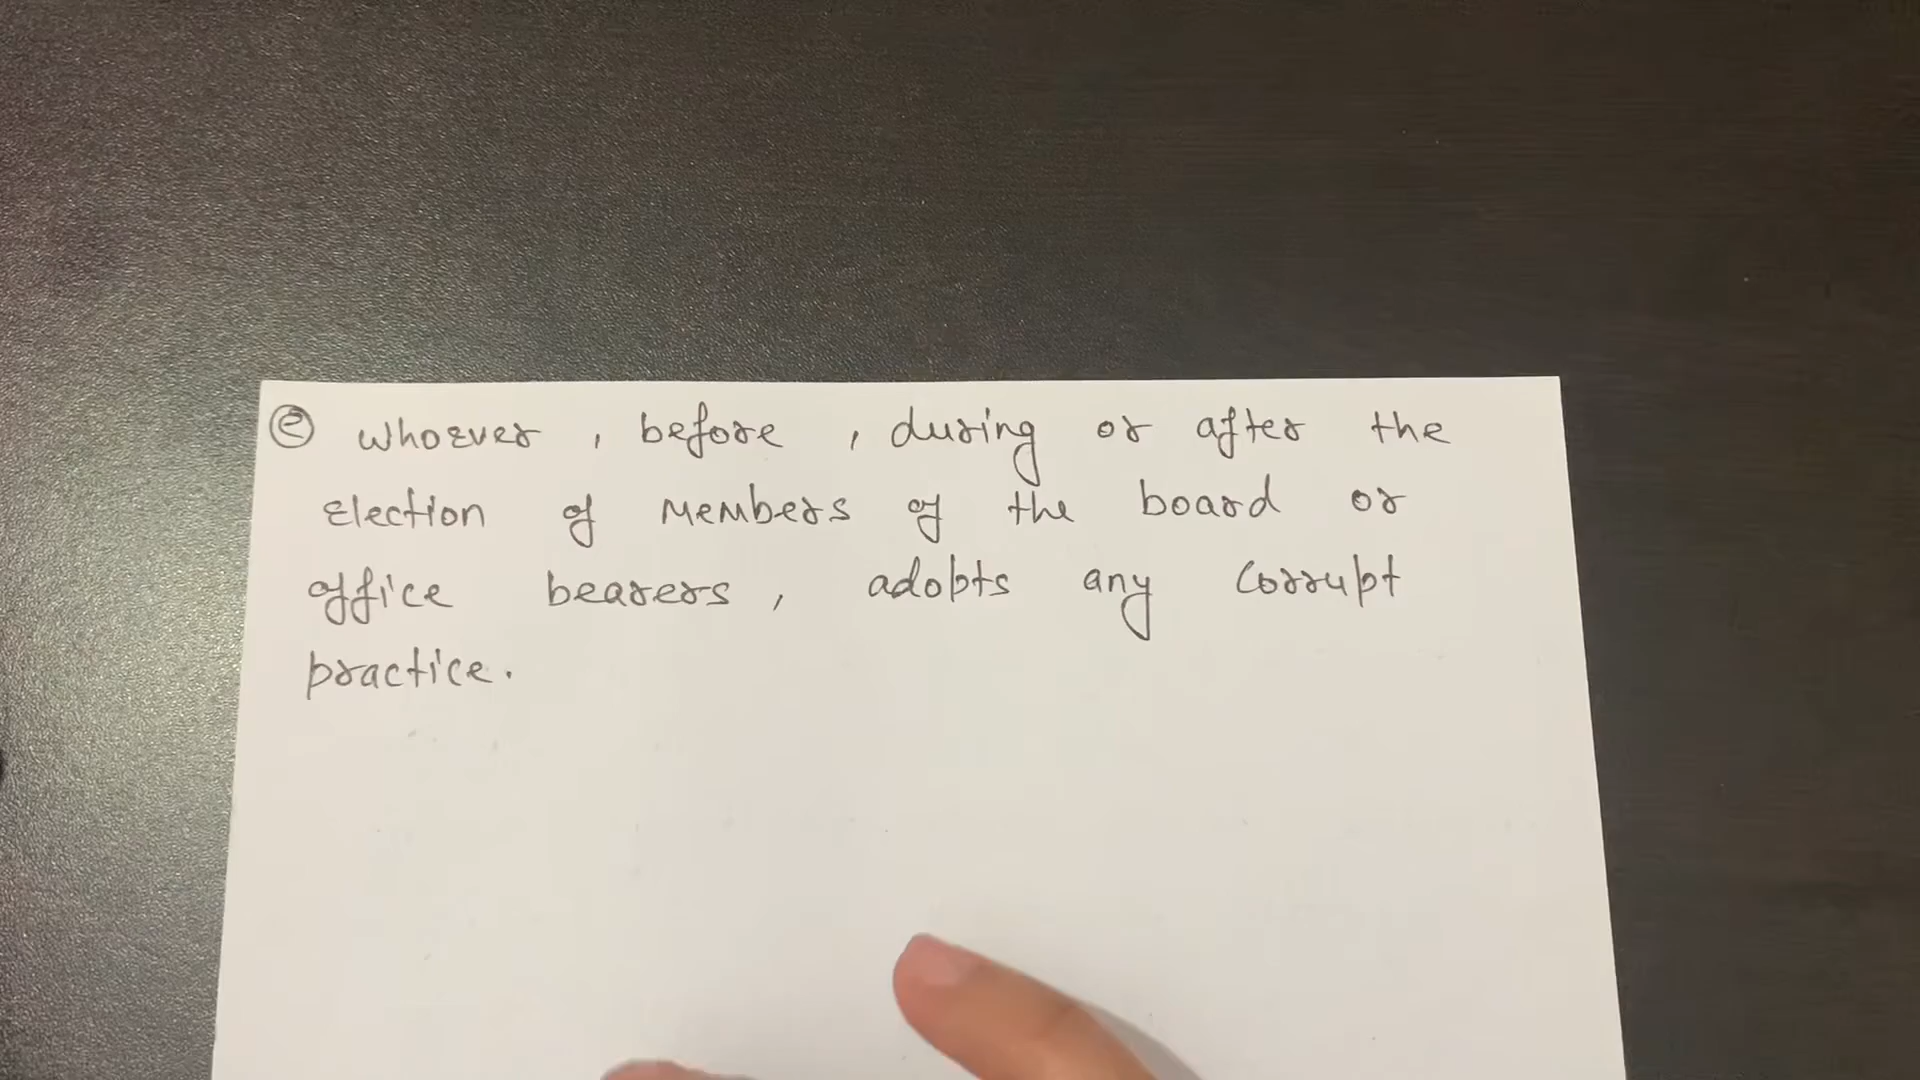 ⓔ whoever , before , during or after the
Election of members of the board or
office bearers , adopts any corrupt
practice.